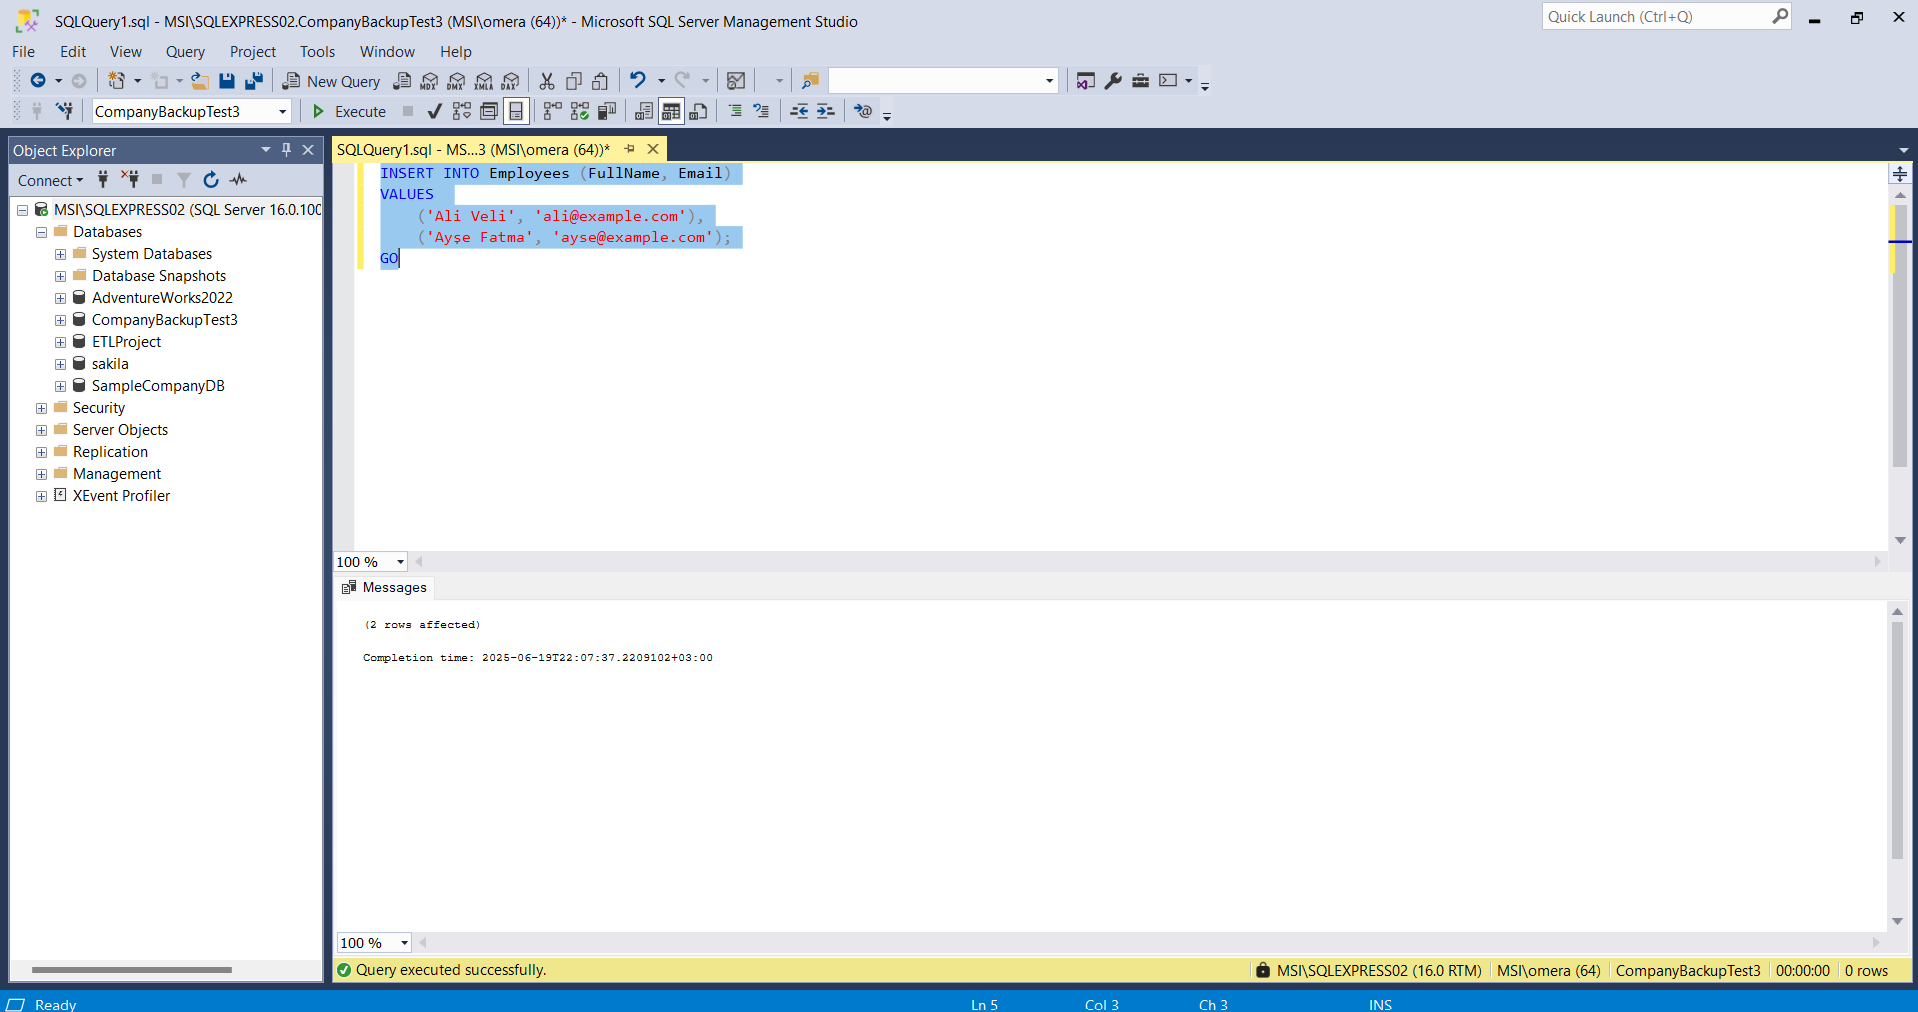 SQLQuery1.sql - MSI\SQLEXPRESS02.CompanyBackupTest3 (MSI\omera (64))* - Microsoft SQL Server Management Studio
Quick Launch (Ctrl+Q)
File Edit View Query Project Tools Window Help
New Query MDX DMX XMLA DAX
CompanyBackupTest3 Execute
Object Explorer
Connect
MSI\SQLEXPRESS02 (SQL Server 16.0.100
Databases
System Databases
Database Snapshots
AdventureWorks2022
CompanyBackupTest3
ETLProject
sakila
SampleCompanyDB
Security
Server Objects
Replication
Management
XEvent Profiler
SQLQuery1.sql - MS...3 (MSI\omera (64))*
INSERT INTO Employees (FullName, Email)
VALUES
('Ali Veli', 'ali@example.com'),
('Ayşe Fatma', 'ayse@example.com');
GO
100 %
Messages
(2 rows affected)
Completion time: 2025-06-19T22:07:37.2209102+03:00
100 %
Query executed successfully.
MSI\SQLEXPRESS02 (16.0 RTM) MSI\omera (64) CompanyBackupTest3 00:00:00 0 rows
Ready Ln 5 Col 3 Ch 3 INS